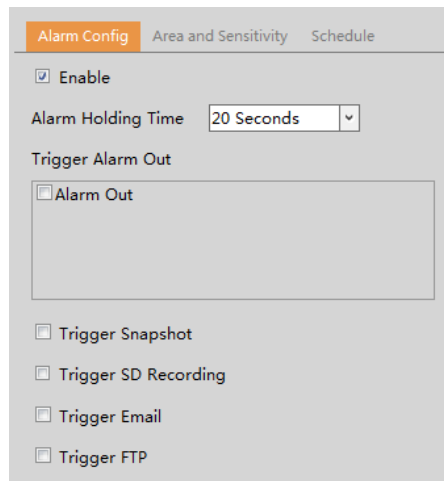 Alarm Config Area and Sensitivity Schedule
Enable
Alarm Holding Time 20 Seconds
Trigger Alarm Out
Alarm Out
Trigger Snapshot
Trigger SD Recording
Trigger Email
Trigger FTP